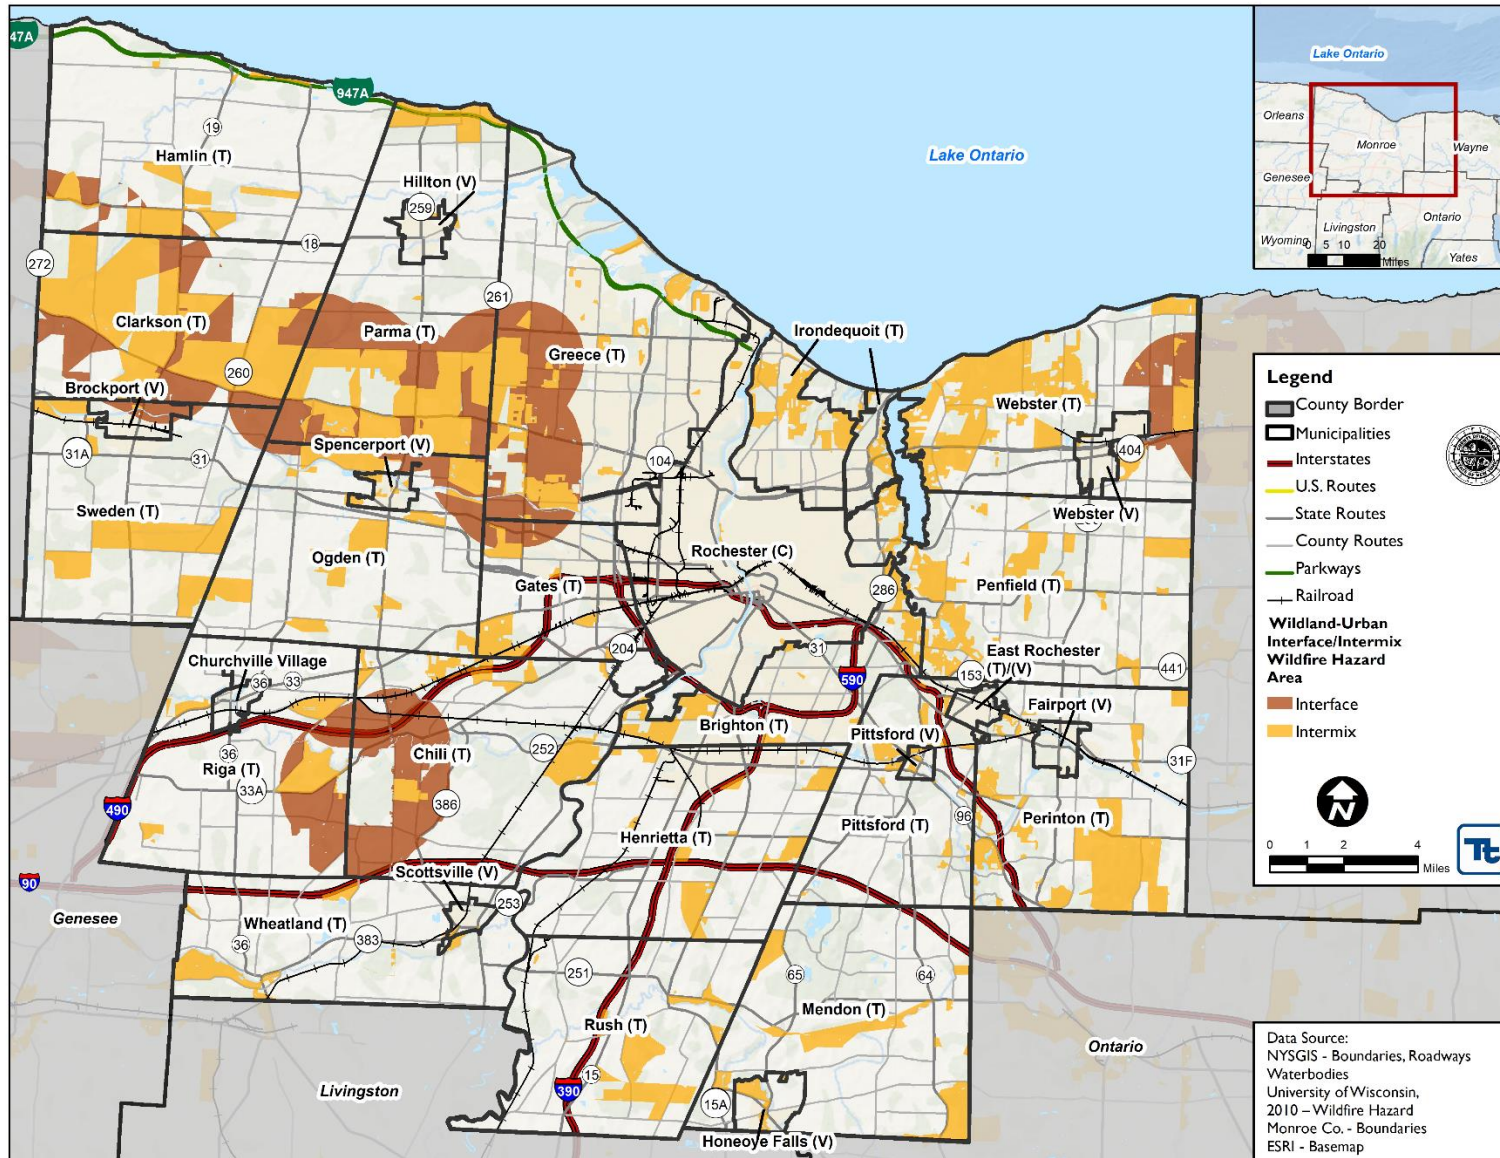 47A
947A
19
Hamlin (T)
Hillton (V)
259
18
272
261
Lake Ontario
Clarkson (T)
Parma (T)
Greece (T)
Irondequoit (T)
260
Brockport (V)
Webster (T)
Spencerport (V)
31A
31
104
404
Sweden (T)
Webster (V)
Ogden (T)
Rochester (C)
Gates (T)
286
Penfield (T)
204
31
East Rochester
(T)/(V)
Churchville Village
36
33
590
153
441
Fairport (V)
Brighton (T)
Pittsford (V)
36
Riga (T)
33A
Chili (T)
252
31F
490
386
Henrietta (T)
Pittsford (T)
96
Perinton (T)
90
Scottsville (V)
Genesee
Wheatland (T)
253
36
383
251
65
64
Mendon (T)
Rush (T)
Ontario
Livingston
390
15
15A
Honeoye Falls (V)
Lake Ontario
Orleans
Monroe
Wayne
Genesee
Ontario
Livingston
Wyoming
Yates
0 5 10 20
Miles
Legend
County Border
Municipalities
Interstates
U.S. Routes
State Routes
County Routes
Parkways
Railroad
Wildland-Urban
Interface/Intermix
Wildfire Hazard
Area
Interface
Intermix
N
0 1 2 4
Miles
Tt
Data Source:
NYSGIS - Boundaries, Roadways
Waterbodies
University of Wisconsin,
2010 – Wildfire Hazard
Monroe Co. - Boundaries
ESRI - Basemap